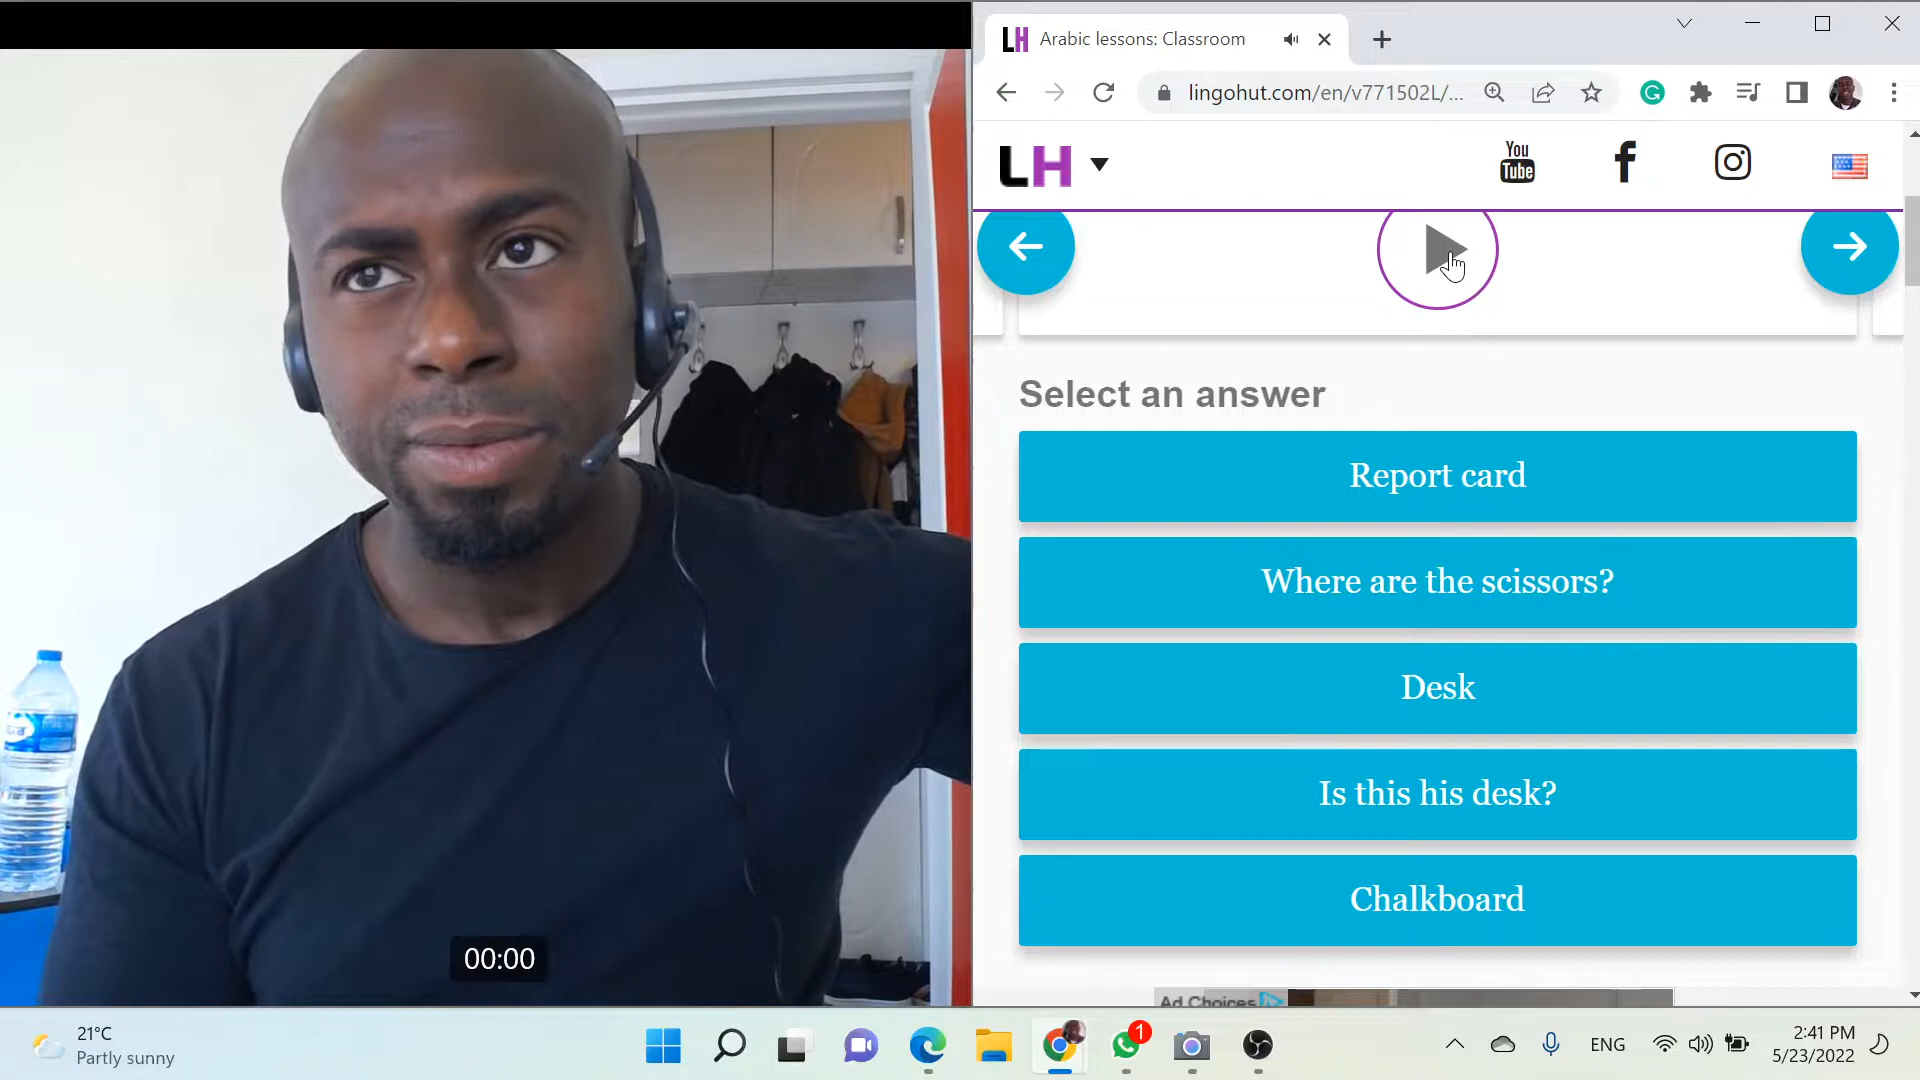 00:00
LH Arabic lessons: Classroom
lingohut.com/en/v771502L/...
LH
You
Tube
Select an answer
Report card
Where are the scissors?
Desk
Is this his desk?
Chalkboard
Ad Choices
21°C
Partly sunny
1
ENG
2:41 PM
5/23/2022